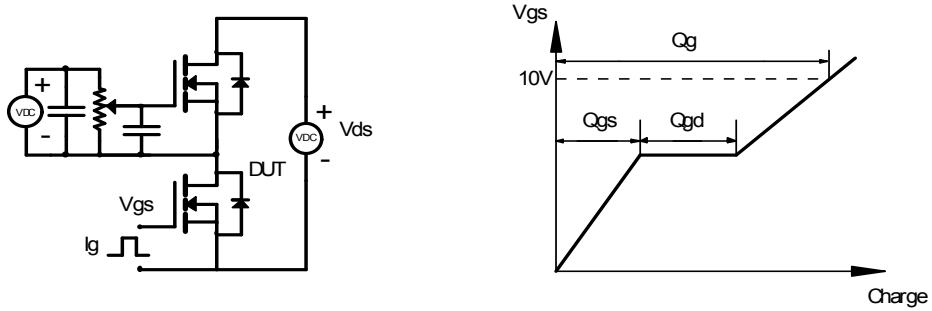 +
VDC
-
Vgs
Ig
DUT
+
VDC
-
Vds
Vgs
Qg
10V
Qgs
Qgd
Charge